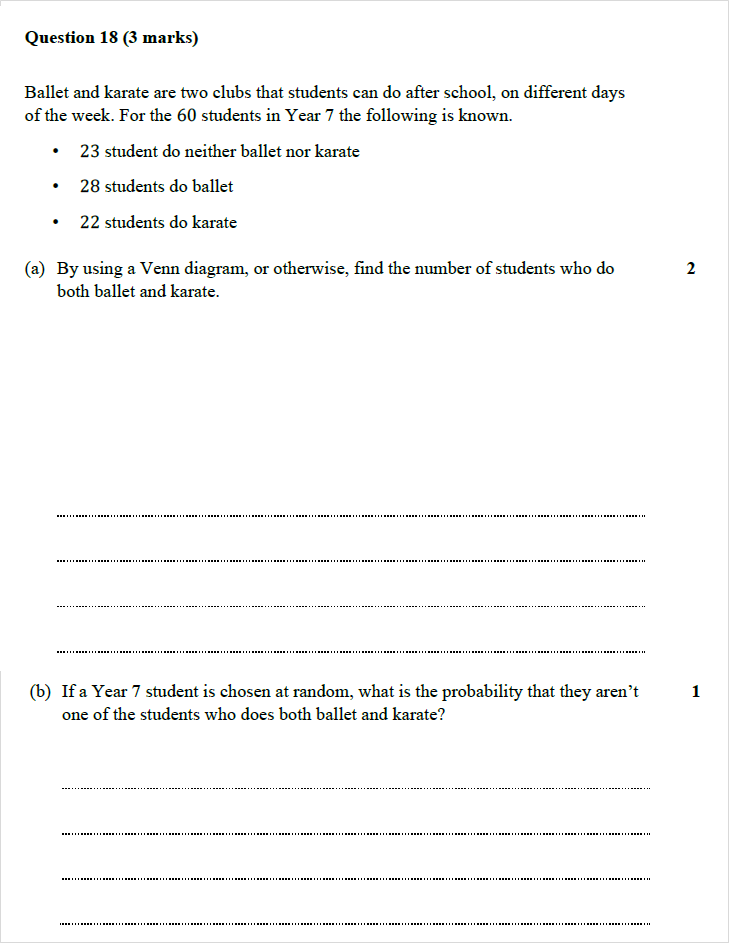 Question 18 (3 marks)
Ballet and karate are two clubs that students can do after school, on different days
of the week. For the 60 students in Year 7 the following is known.
• 23 student do neither ballet nor karate
• 28 students do ballet
• 22 students do karate
(a) By using a Venn diagram, or otherwise, find the number of students who do 2
both ballet and karate.
(b) If a Year 7 student is chosen at random, what is the probability that they aren’t 1
one of the students who does both ballet and karate?